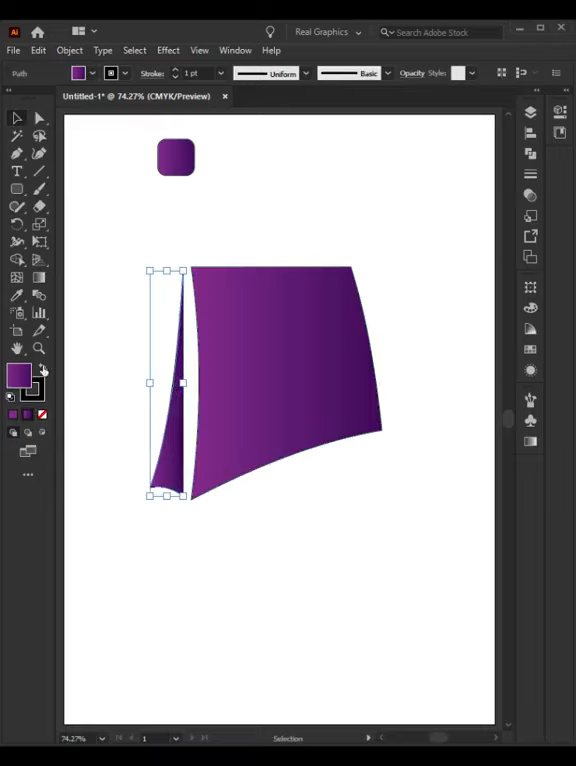 Ai Real Graphics Search Adobe Stock
File Edit Object Type Select Effect View Window Help
Path Stroke: 1 pt Uniform Basic Opacity Style:
Untitled-1* @ 74.27% (CMYK/Preview) ×
74.27% 1 Selection